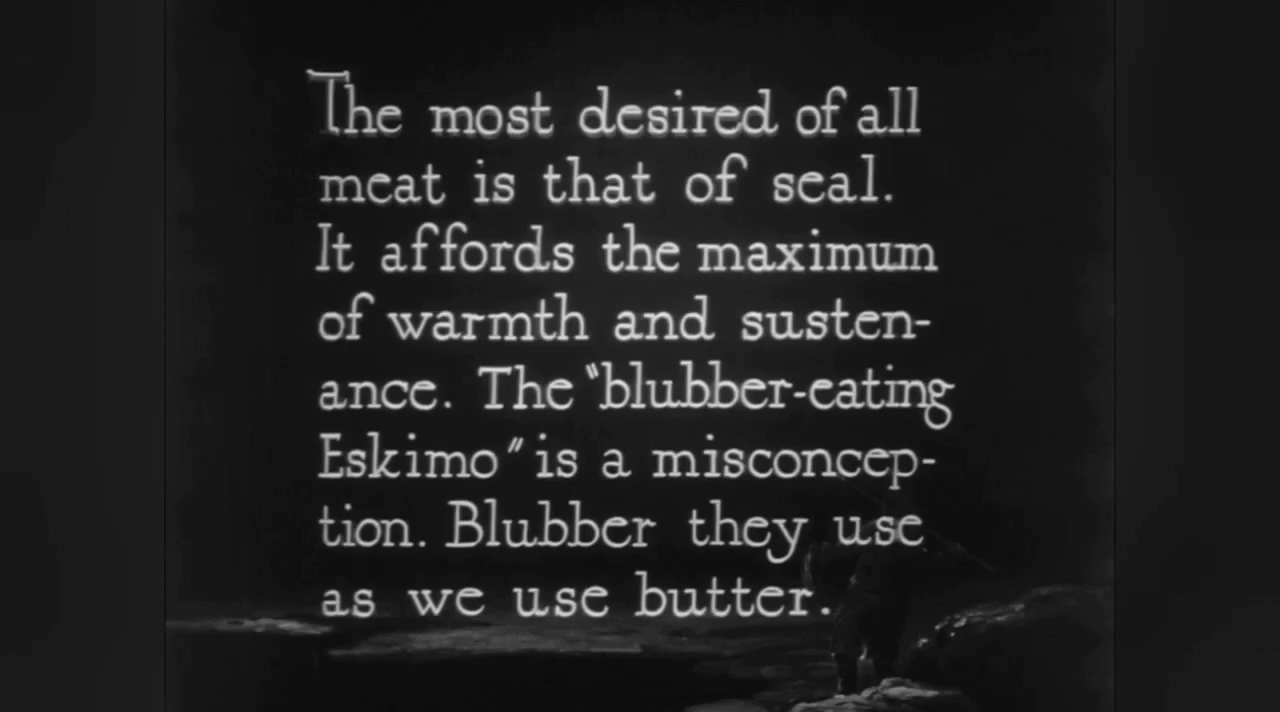 The most desired of all
meat is that of seal.
It affords the maximum
of warmth and susten-
ance. The "blubber-eating
Eskimo" is a misconcep-
tion. Blubber they use
as we use butter.